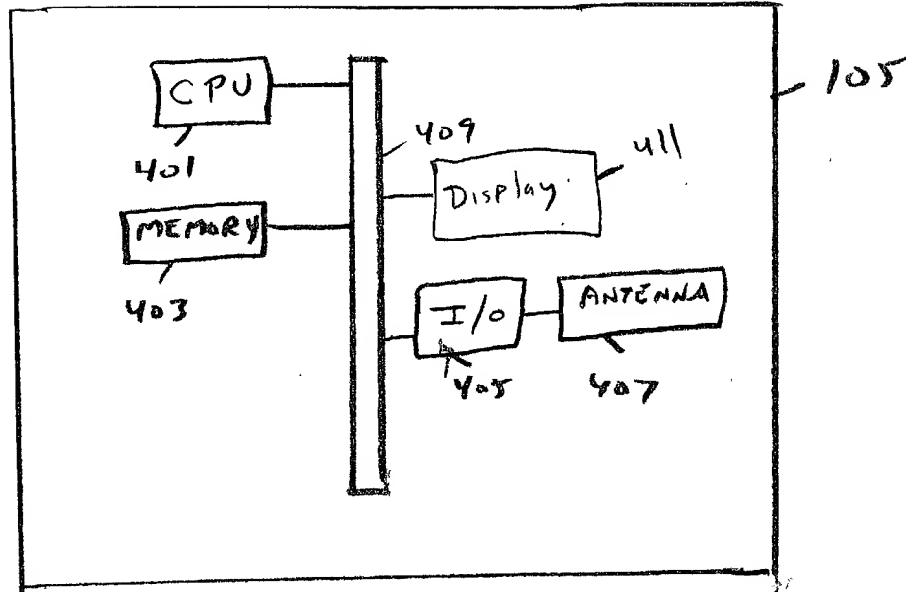 CPU
105
401
409
411
Display
MEMORY
403
I/O
ANTENNA
405
407